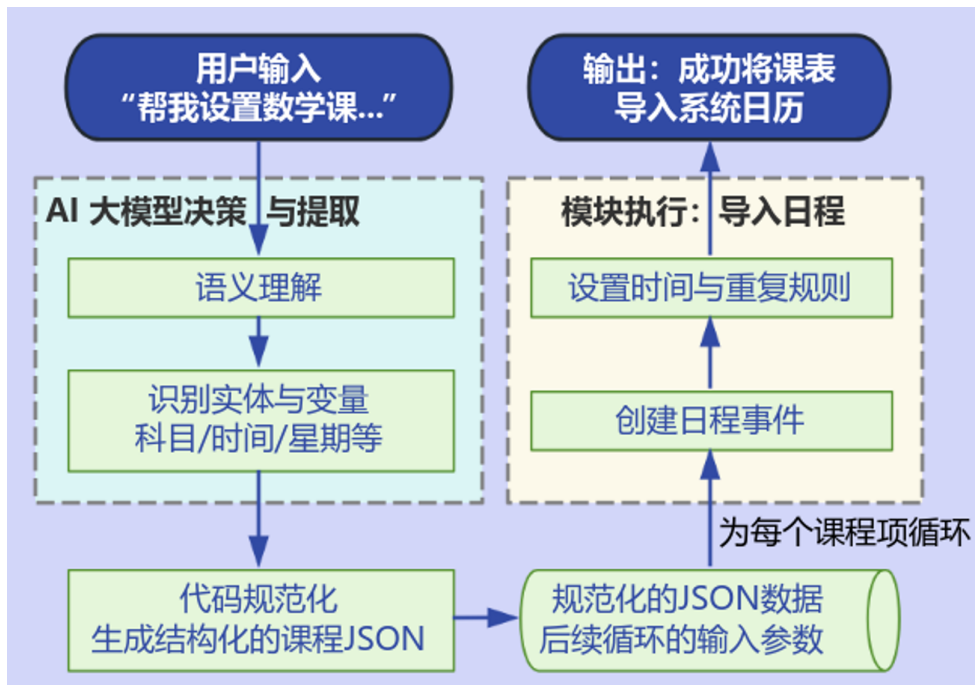 用户输入
“帮我设置数学课...”
AI 大模型决策 与提取
语义理解
识别实体与变量
科目/时间/星期等
代码规范化
生成结构化的课程JSON
规范化的JSON数据
后续循环的输入参数
为每个课程项循环
模块执行：导入日程
创建日程事件
设置时间与重复规则
输出：成功将课表
导入系统日历